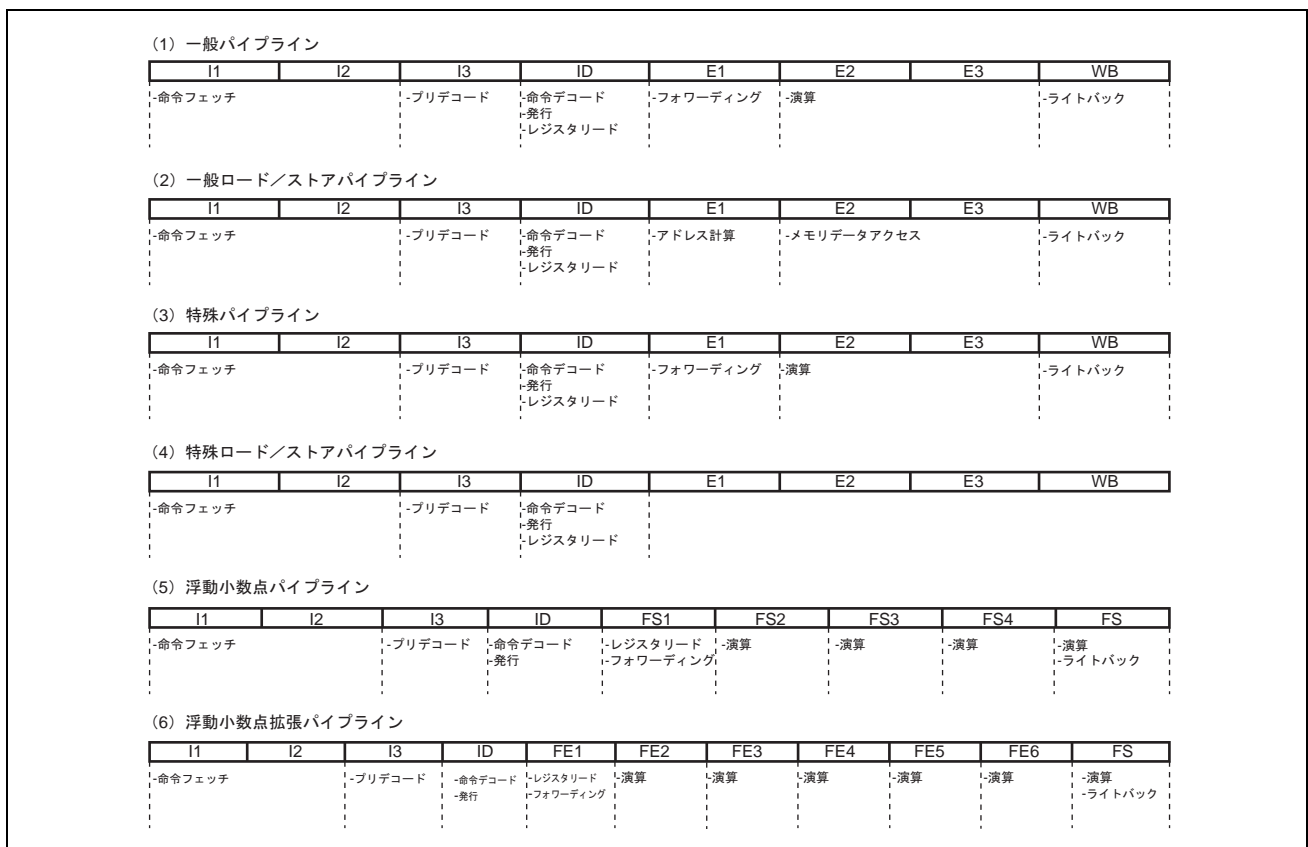 (1) 一般パイプライン
I1 I2 I3 ID E1 E2 E3 WB
-命令フェッチ -プリデコード -命令デコード -フォワーディング -演算 -ライトバック
-発行
-レジスタリード
(2) 一般ロード／ストアパイプライン
I1 I2 I3 ID E1 E2 E3 WB
-命令フェッチ -プリデコード -命令デコード -アドレス計算 -メモリデータアクセス -ライトバック
-発行
-レジスタリード
(3) 特殊パイプライン
I1 I2 I3 ID E1 E2 E3 WB
-命令フェッチ -プリデコード -命令デコード -フォワーディング -演算 -ライトバック
-発行
-レジスタリード
(4) 特殊ロード／ストアパイプライン
I1 I2 I3 ID E1 E2 E3 WB
-命令フェッチ -プリデコード -命令デコード
-発行
-レジスタリード
(5) 浮動小数点パイプライン
I1 I2 I3 ID FS1 FS2 FS3 FS4 FS
-命令フェッチ -プリデコード -命令デコード -レジスタリード -演算 -演算 -演算 -演算
-発行 -フォワーディング -ライトバック
(6) 浮動小数点拡張パイプライン
I1 I2 I3 ID FE1 FE2 FE3 FE4 FE5 FE6 FS
-命令フェッチ -プリデコード -命令デコード -レジスタリード -演算 -演算 -演算 -演算 -演算 -演算
-発行 -フォワーディング -ライトバック